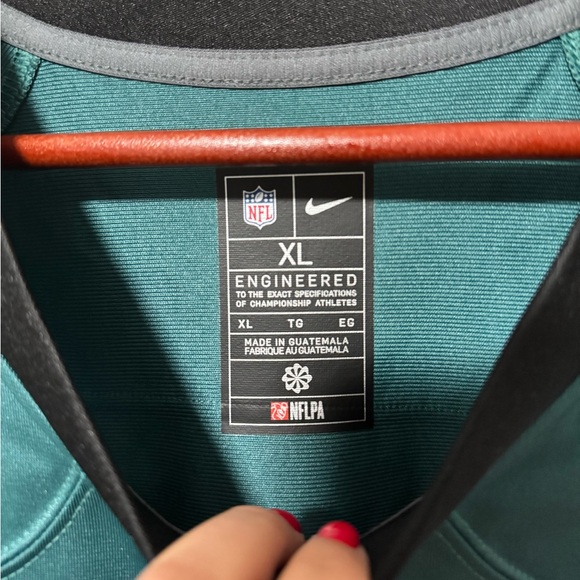 NFL
XL
ENGINEERED
TO THE EXACT SPECIFICATIONS
OF CHAMPIONSHIP ATHLETES
XL TG EG
MADE IN GUATEMALA
FABRIQUE AU GUATEMALA
NFLPA